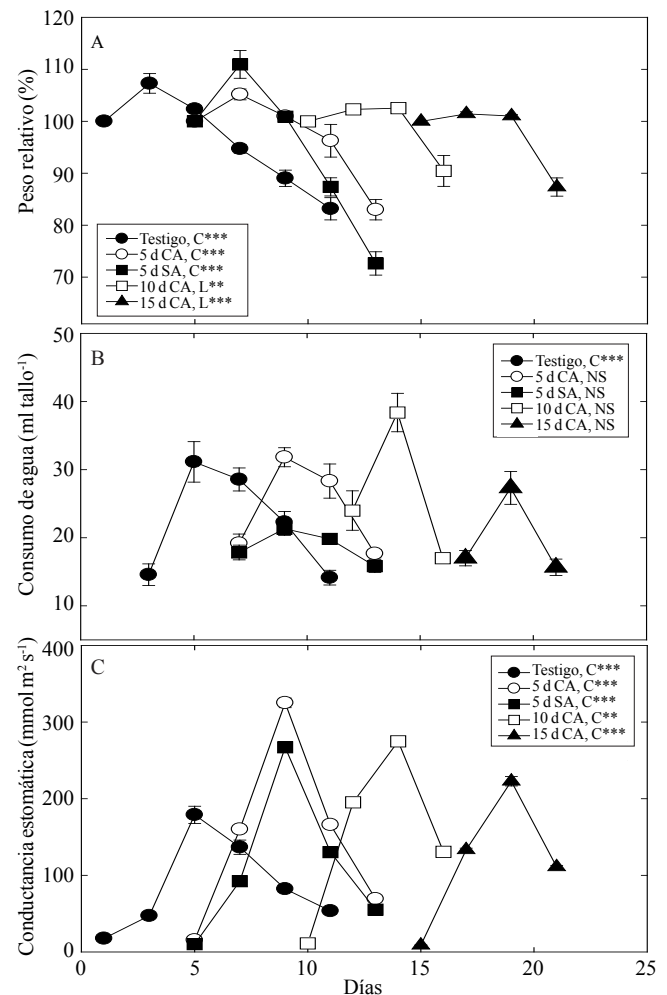 A
Peso relativo (%)
120
110
100
90
80
70
Testigo, C***
5 d CA, C***
5 d SA, C***
10 d CA, L**
15 d CA, L***
B
Consumo de agua (ml tallo⁻¹)
50
40
30
20
10
Testigo, C***
5 d CA, NS
5 d SA, NS
10 d CA, NS
15 d CA, NS
C
Conductancia estomática (mmol m² s⁻¹)
400
300
200
100
0
Testigo, C***
5 d CA, C***
5 d SA, C***
10 d CA, C**
15 d CA, C***
0 5 10 15 20 25
Días